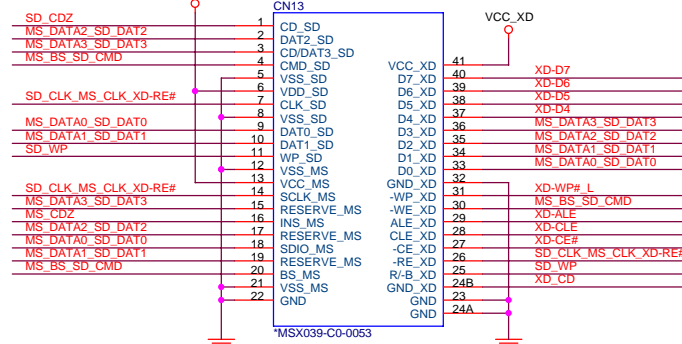 CN13
VCC_XD
SD_CDZ 1 CD_SD
MS_DATA2_SD_DAT2 2 DAT2_SD
MS_DATA3_SD_DAT3 3 CD/DAT3_SD
MS_BS_SD_CMD 4 CMD_SD
5 VSS_SD
6 VDD_SD
SD_CLK_MS_CLK_XD-RE# 7 CLK_SD
8 VSS_SD
MS_DATA0_SD_DAT0 9 DAT0_SD
MS_DATA1_SD_DAT1 10 DAT1_SD
SD_WP 11 WP_SD
12 VSS_MS
13 VCC_MS
SD_CLK_MS_CLK_XD-RE# 14 SCLK_MS
MS_DATA3_SD_DAT3 15 RESERVE_MS
MS_CDZ 16 INS_MS
MS_DATA2_SD_DAT2 17 RESERVE_MS
MS_DATA0_SD_DAT0 18 SDIO_MS
MS_DATA1_SD_DAT1 19 RESERVE_MS
MS_BS_SD_CMD 20 BS_MS
21 VSS_MS
22 GND
VCC_XD 41
D7_XD 40 XD-D7
D6_XD 39 XD-D6
D5_XD 38 XD-D5
D4_XD 37 XD-D4
D3_XD 36 MS_DATA3_SD_DAT3
D2_XD 35 MS_DATA2_SD_DAT2
D1_XD 34 MS_DATA1_SD_DAT1
D0_XD 33 MS_DATA0_SD_DAT0
GND_XD 32
-WP_XD 31 XD-WP#_L
-WE_XD 30 MS_BS_SD_CMD
ALE_XD 29 XD-ALE
CLE_XD 28 XD-CLE
-CE_XD 27 XD-CE#
-RE_XD 26 SD_CLK_MS_CLK_XD-RE#
R/-B_XD 25 SD_WP
GND_XD 24B XD_CD
GND 23
GND 24A
*MSX039-C0-0053